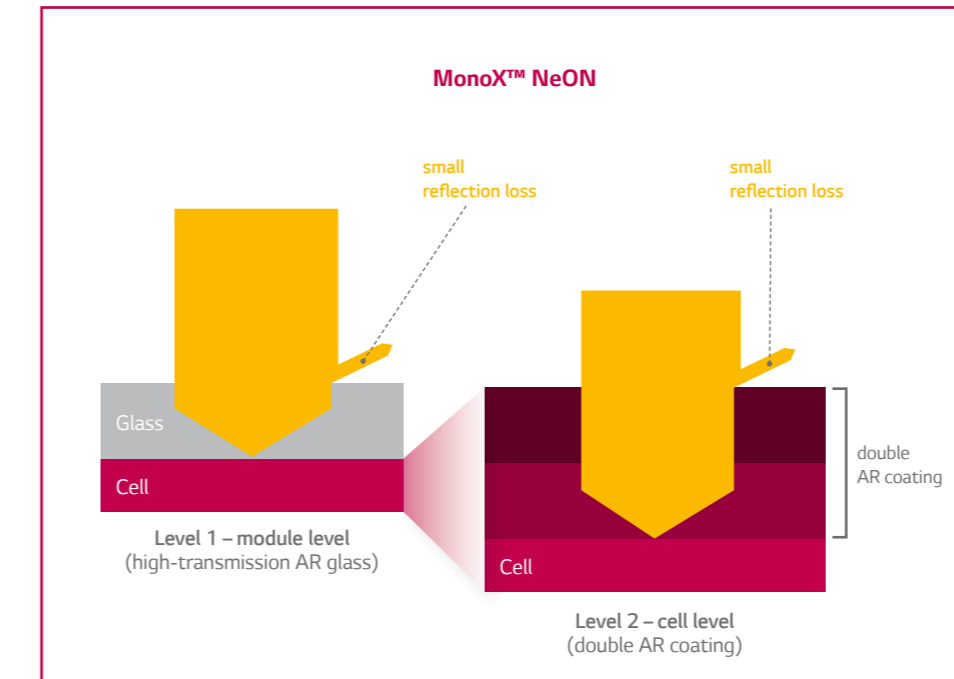 MonoX™ NeON
small
reflection loss
small
reflection loss
Glass
Cell
double
AR coating
Level 1 – module level
(high-transmission AR glass)
Cell
Level 2 – cell level
(double AR coating)